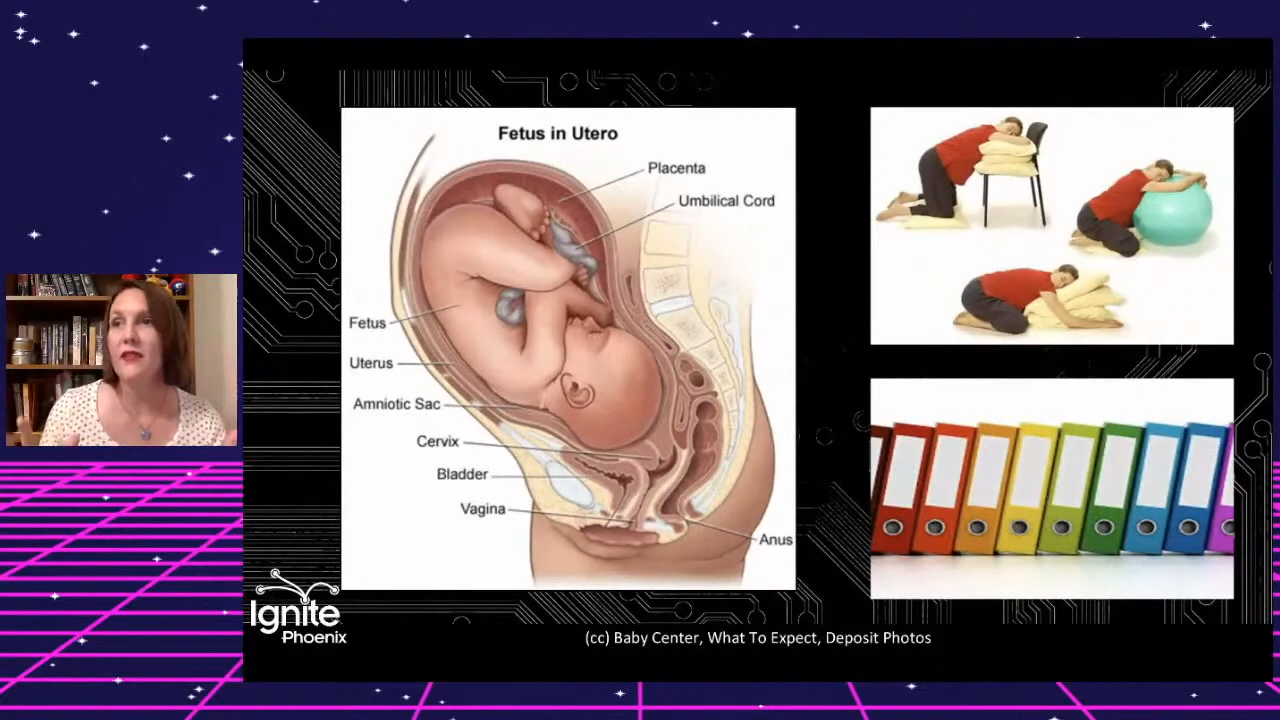 Fetus in Utero
Placenta
Umbilical Cord
Fetus
Uterus
Amniotic Sac
Cervix
Bladder
Vagina
Anus
Ignite
Phoenix
(cc) Baby Center, What To Expect, Deposit Photos